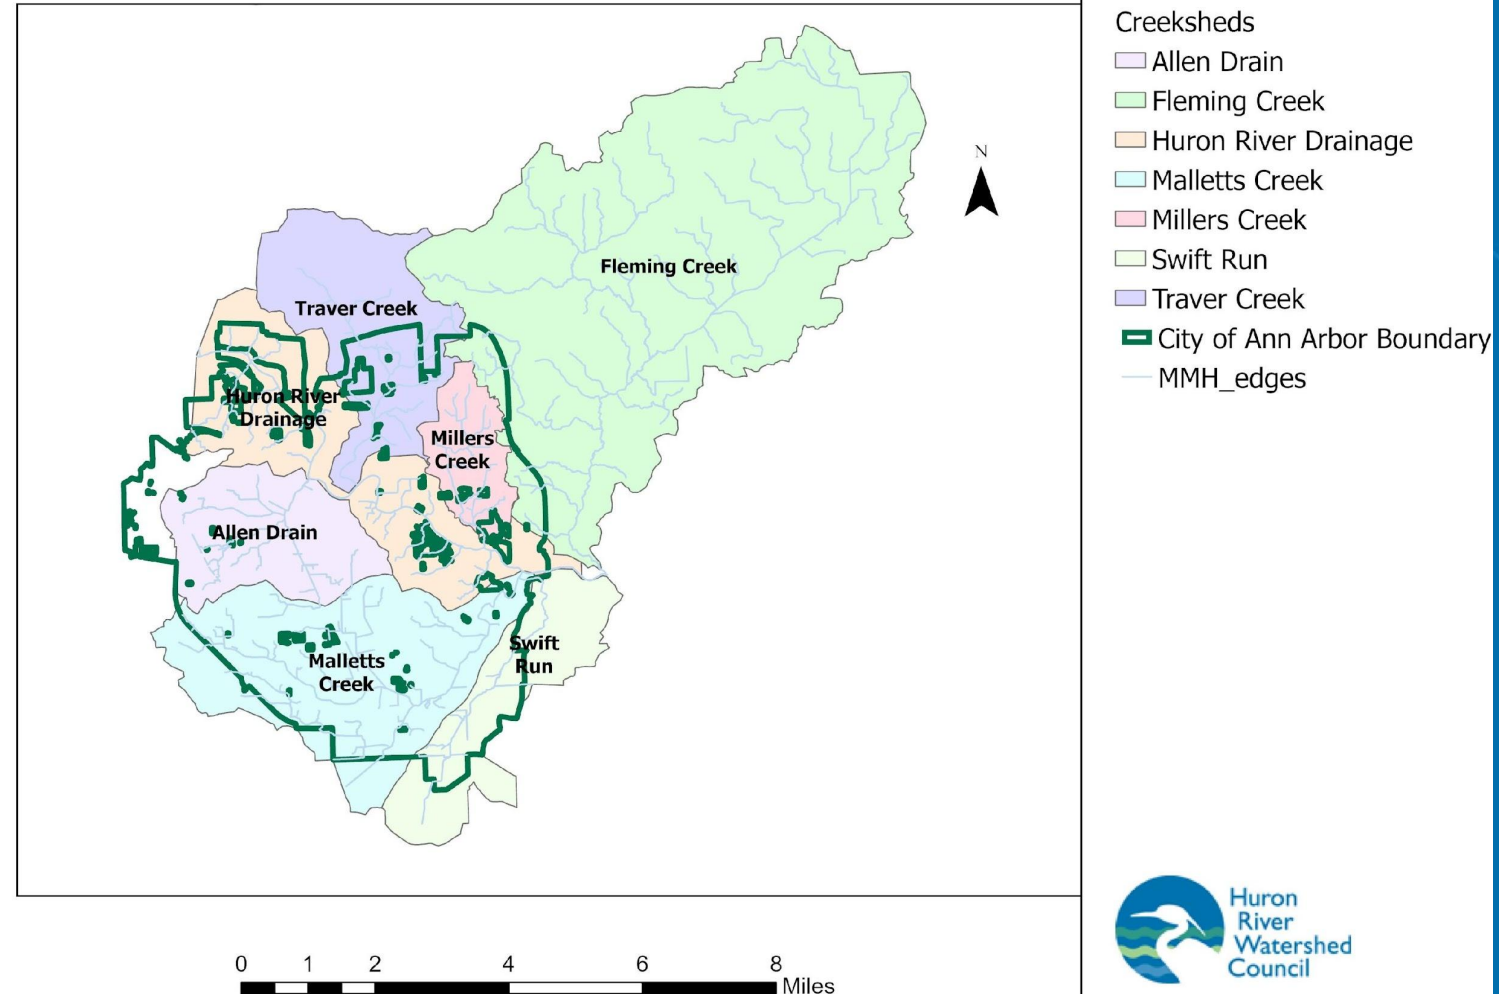 Creeksheds
Allen Drain
Fleming Creek
Huron River Drainage
Malletts Creek
Millers Creek
Swift Run
Traver Creek
City of Ann Arbor Boundary
MMH_edges
N
Fleming Creek
Traver Creek
Huron River
Drainage
Millers
Creek
Allen Drain
Swift
Run
Malletts
Creek
0 1 2 4 6 8
Miles
Huron
River
Watershed
Council